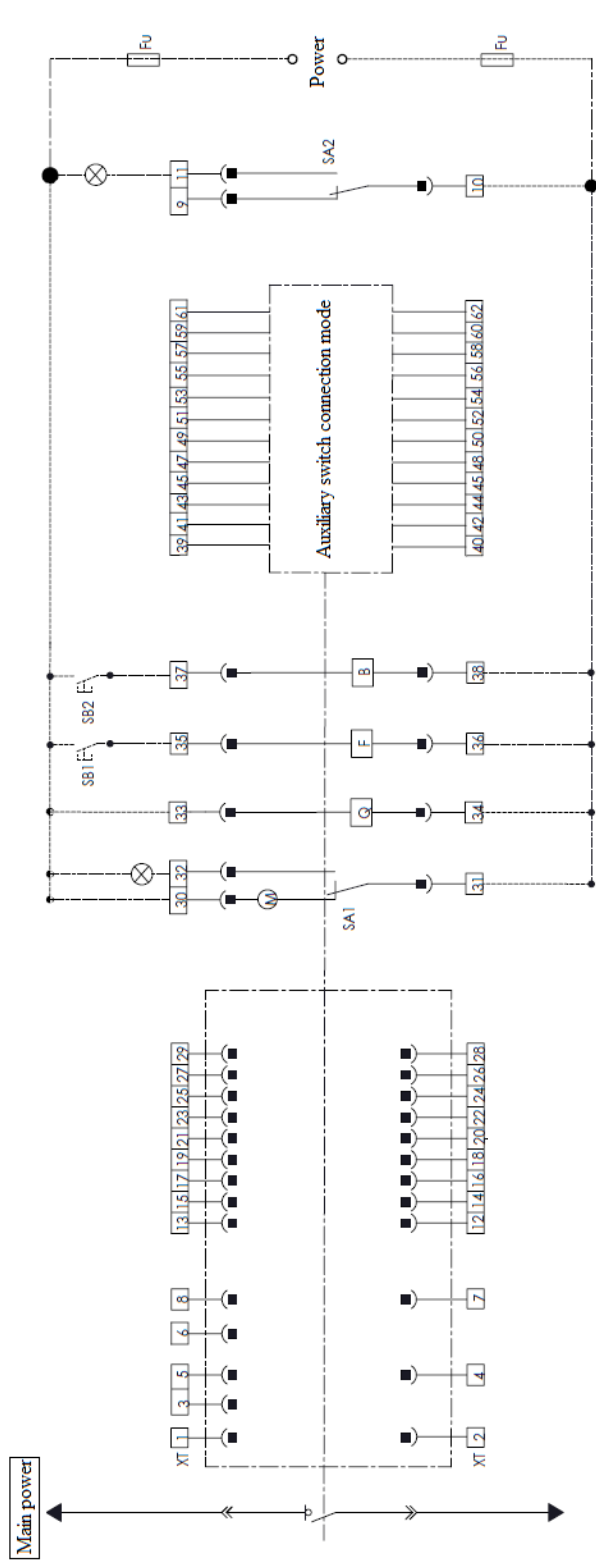 Main power
SB1
SB2
FU
XT 1 3 5 6 8 13 15 17 19 21 23 25 27 29 30 32 33 35 37 39 41 43 45 47 49 51 53 55 57 59 61 9 11
M
Power
Auxiliary switch connection mode
SA2
SA1
Q F B
XT 2 4 7 12 14 16 18 20 22 24 26 28 31 34 36 38 40 42 44 45 48 50 52 54 56 58 60 62 10
FU